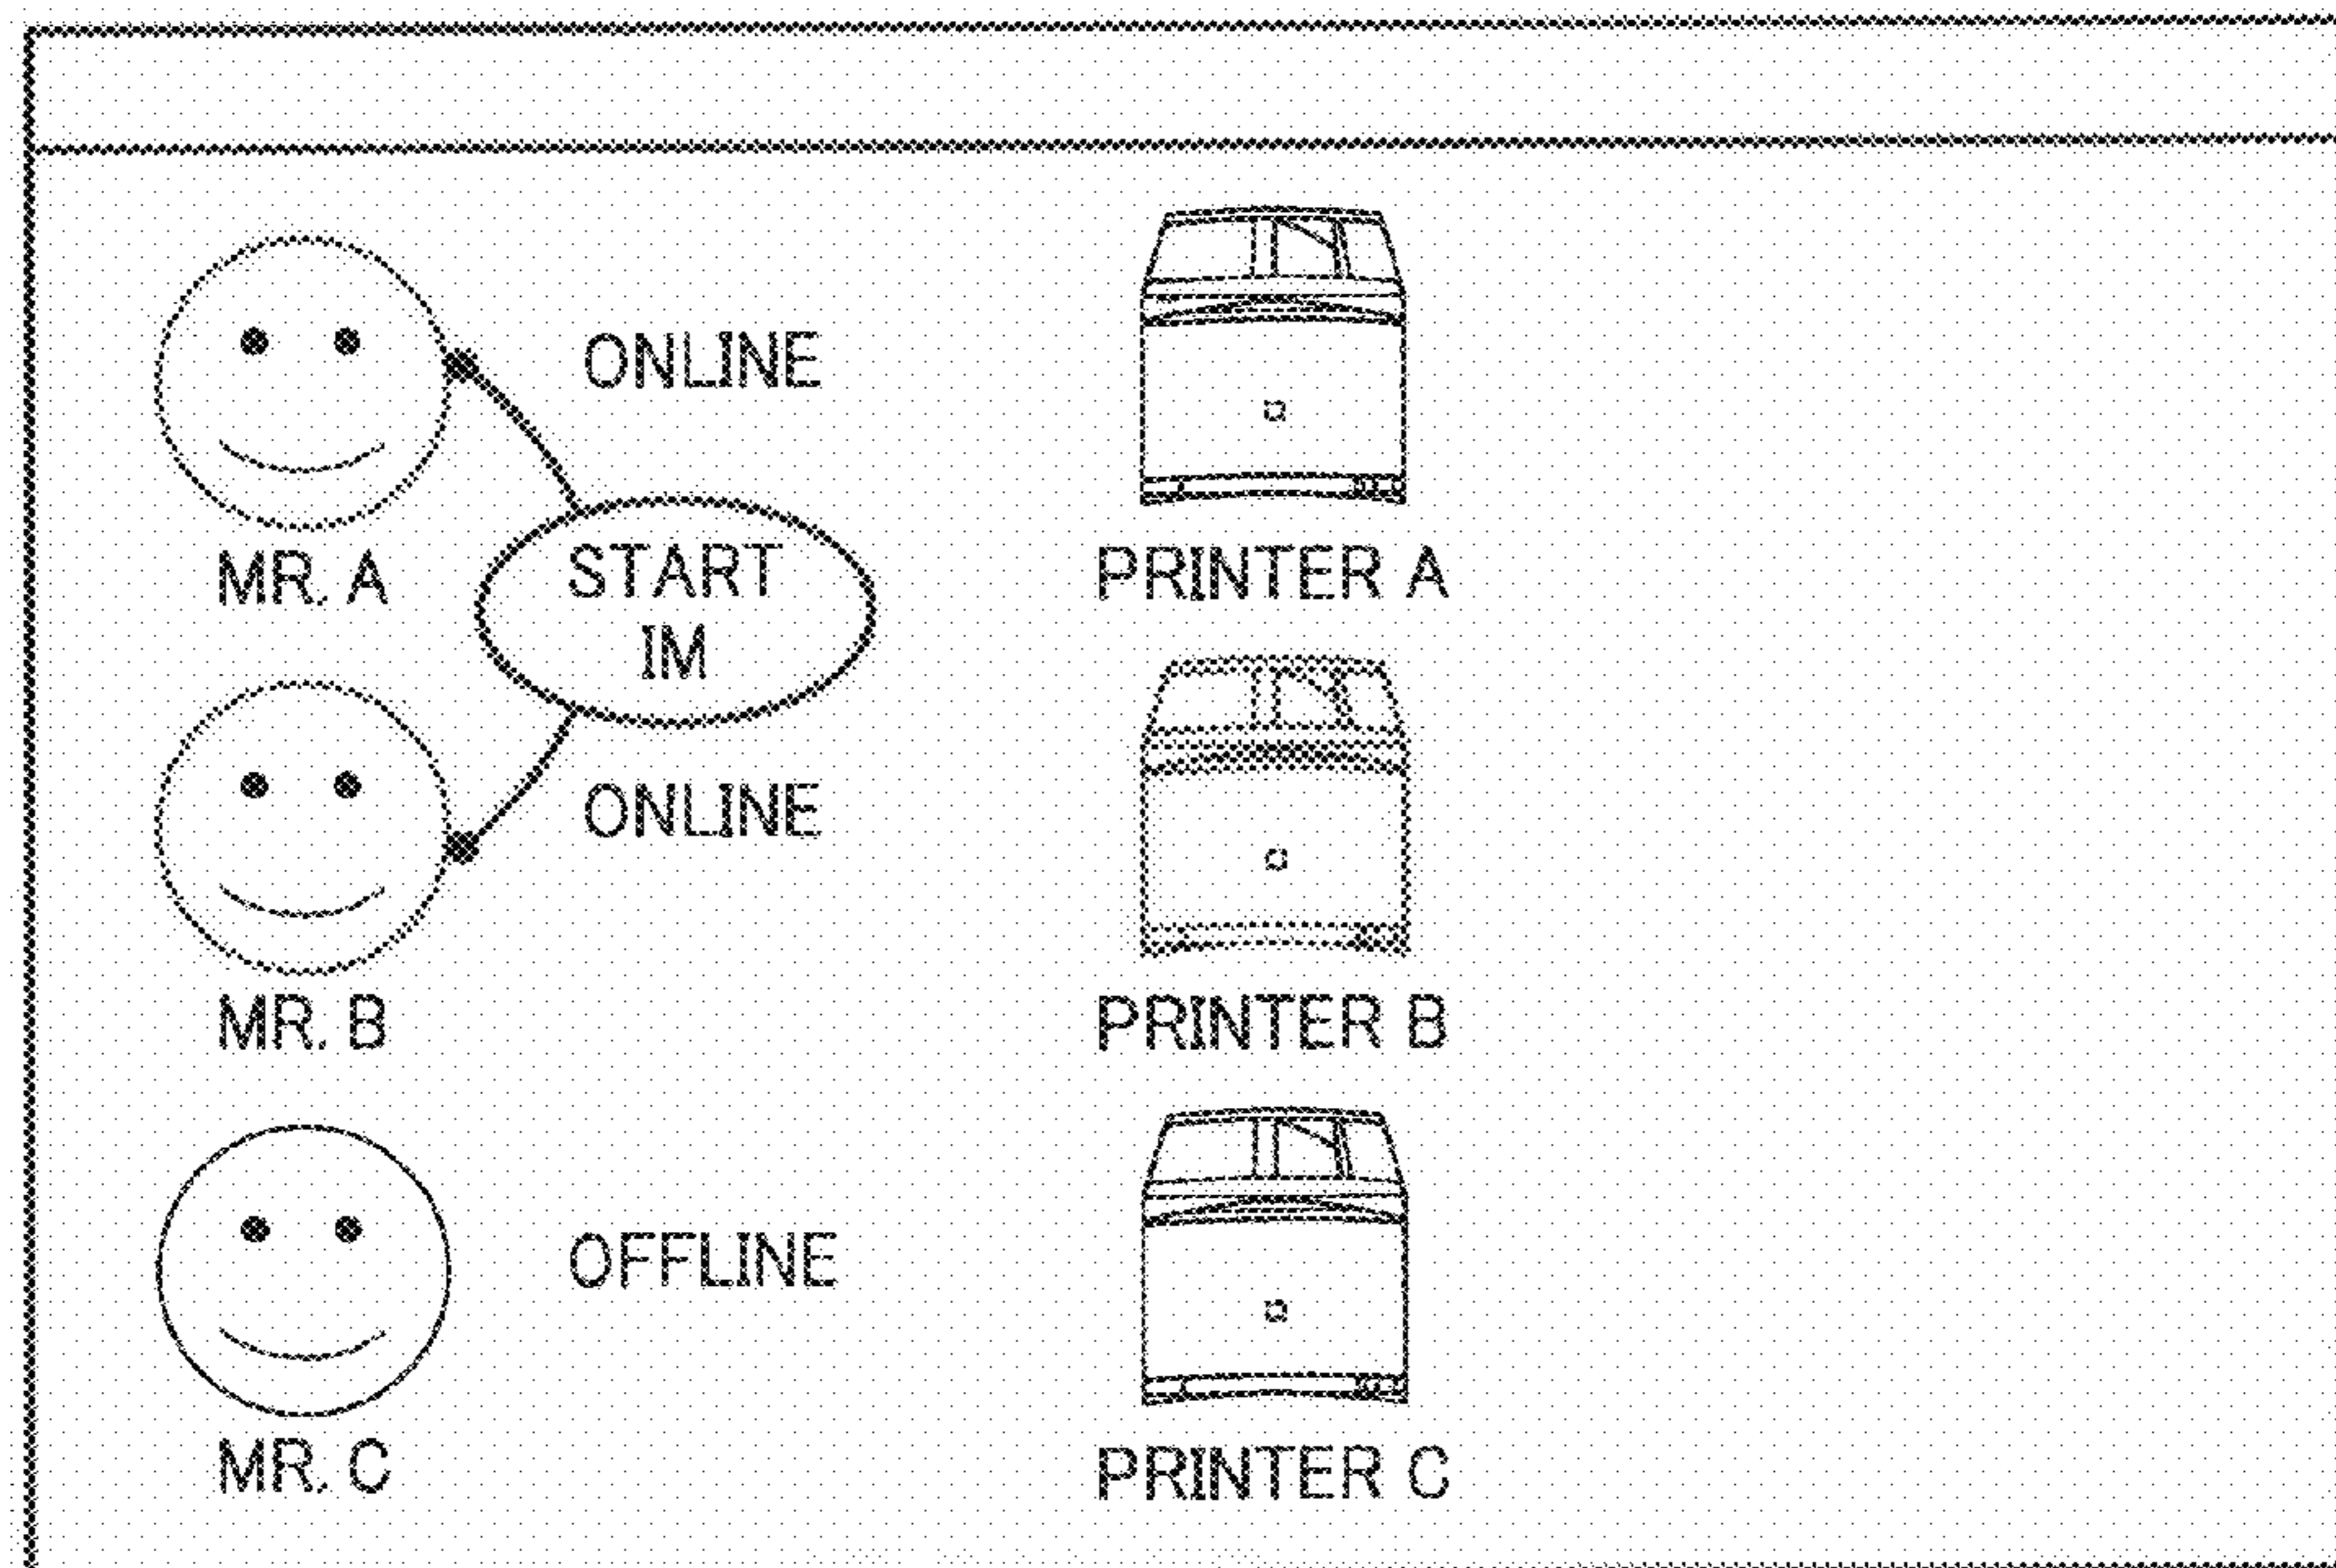 ONLINE
MR. A
START
IM
ONLINE
MR. B
OFFLINE
MR. C
PRINTER A
PRINTER B
PRINTER C